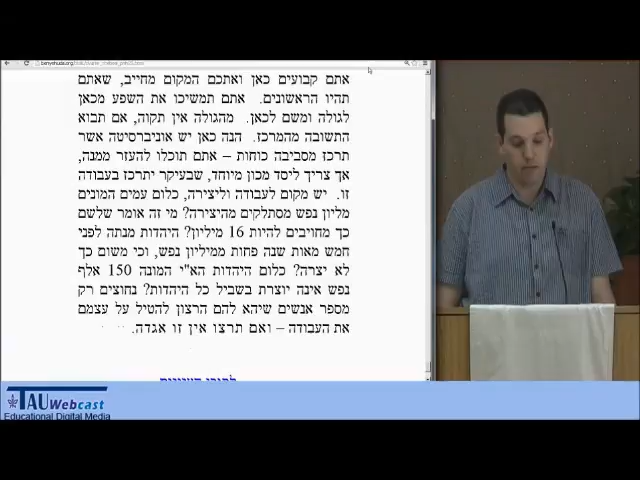 אתם קבועים כאן ואתכם המקום מחייב, שאתם
תהיו הראשונים. אתם תמשיכו את השפע מכאן
לגולה ומשם לכאן. מהגולה אין תקוה, אם תבוא
התשובה מהמרכז. הנה כאן יש אוניברסיטה אשר
תרכז מסביבה כוחות – אתם תוכלו להעזר ממנה,
אך צריך ליסד מכון מיוחד, שבעיקר יתרכז בעבודה
זו. יש מקום לעבודה וליצירה, כלום עמים המונים
מליון נפש מסתלקים מהיצירה? מי זה אומר שלשם
כך מחויבים להיות 16 מיליון? היהדות מנתה לפני
חמש מאות שנה פחות ממיליון נפש, וכי משום כך
לא יצרה? כלום היהדות הא"י המונה 150 אלף
נפש אינה יוצרת בשביל כל היהדות? נחוצים רק
מספר אנשים שיהא להם הרצון להטיל על עצמם
את העבודה – ואם תרצו אין זו אגדה.
TAU Webcast
Educational Digital Media